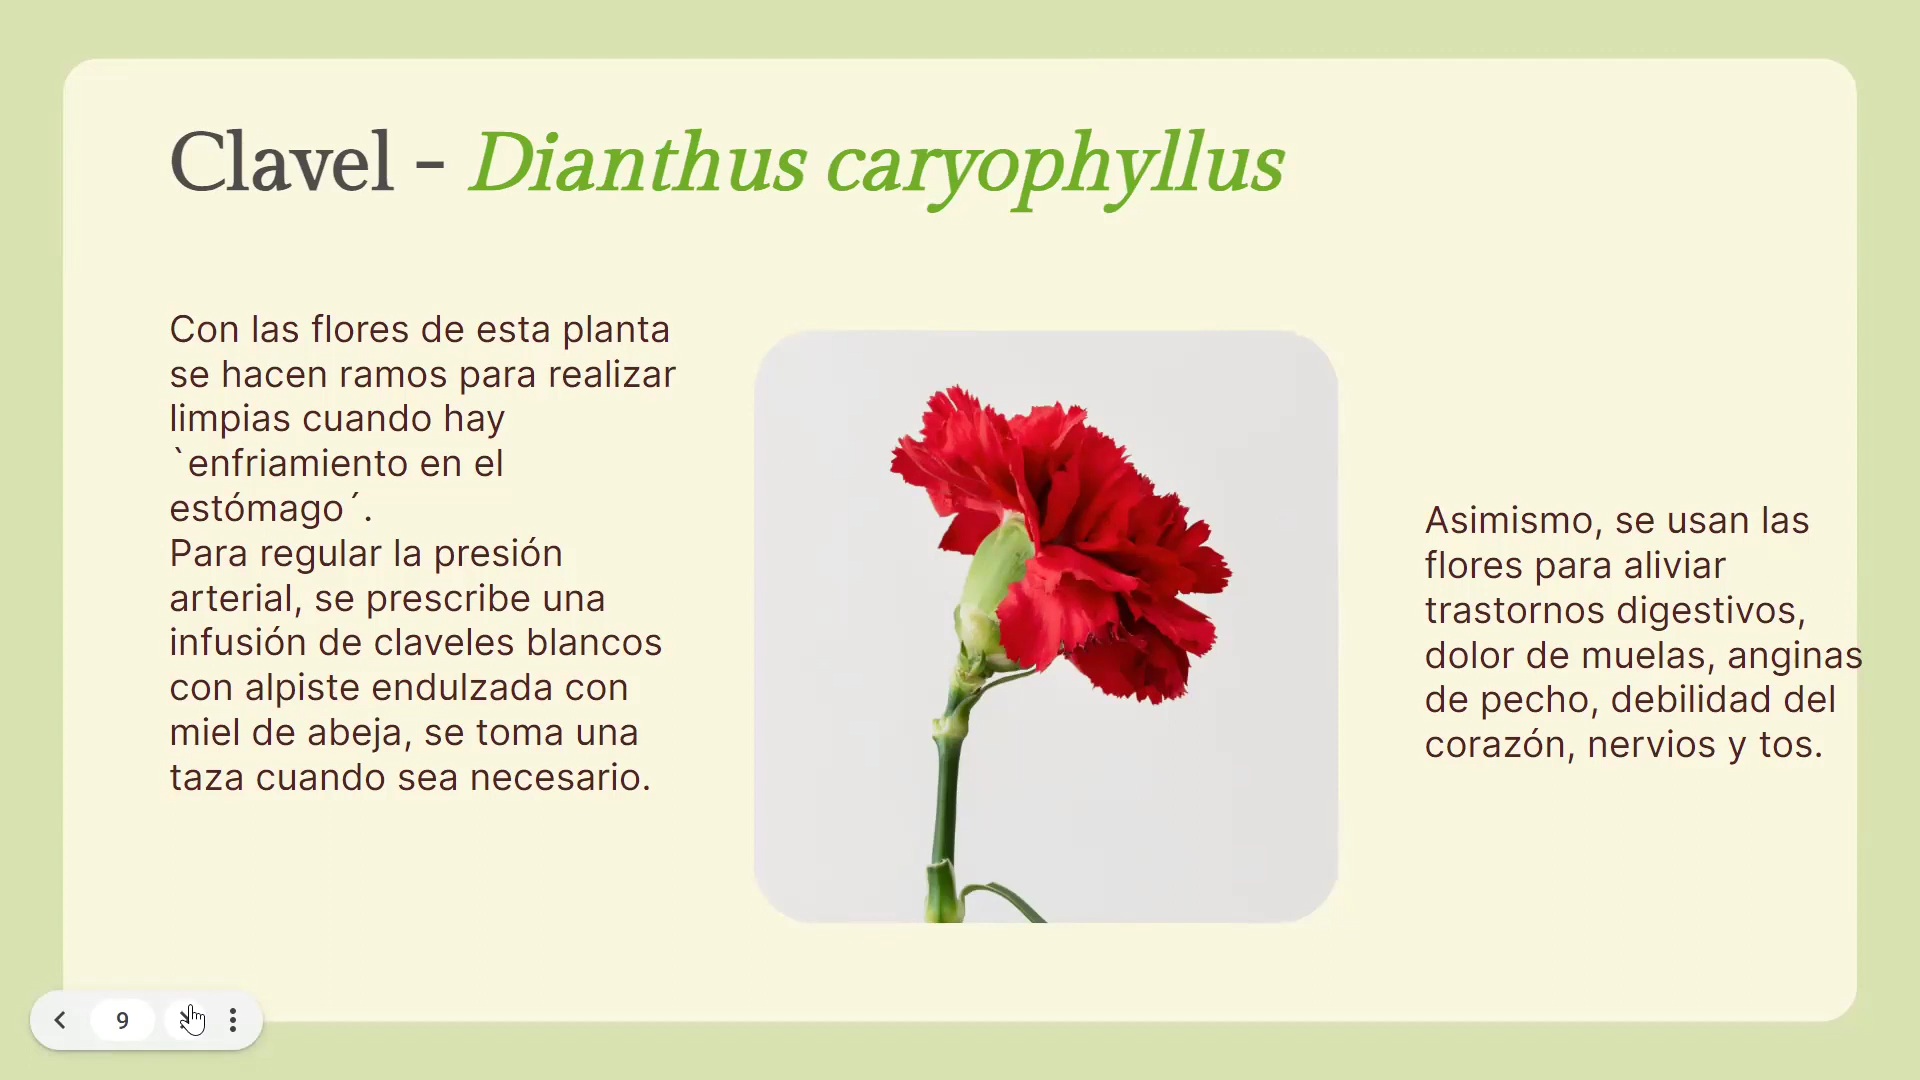 Clavel - Dianthus caryophyllus
Con las flores de esta planta
se hacen ramos para realizar
limpias cuando hay
`enfriamiento en el
estómago´.
Para regular la presión
arterial, se prescribe una
infusión de claveles blancos
con alpiste endulzada con
miel de abeja, se toma una
taza cuando sea necesario.
Asimismo, se usan las
flores para aliviar
trastornos digestivos,
dolor de muelas, anginas
de pecho, debilidad del
corazón, nervios y tos.
9